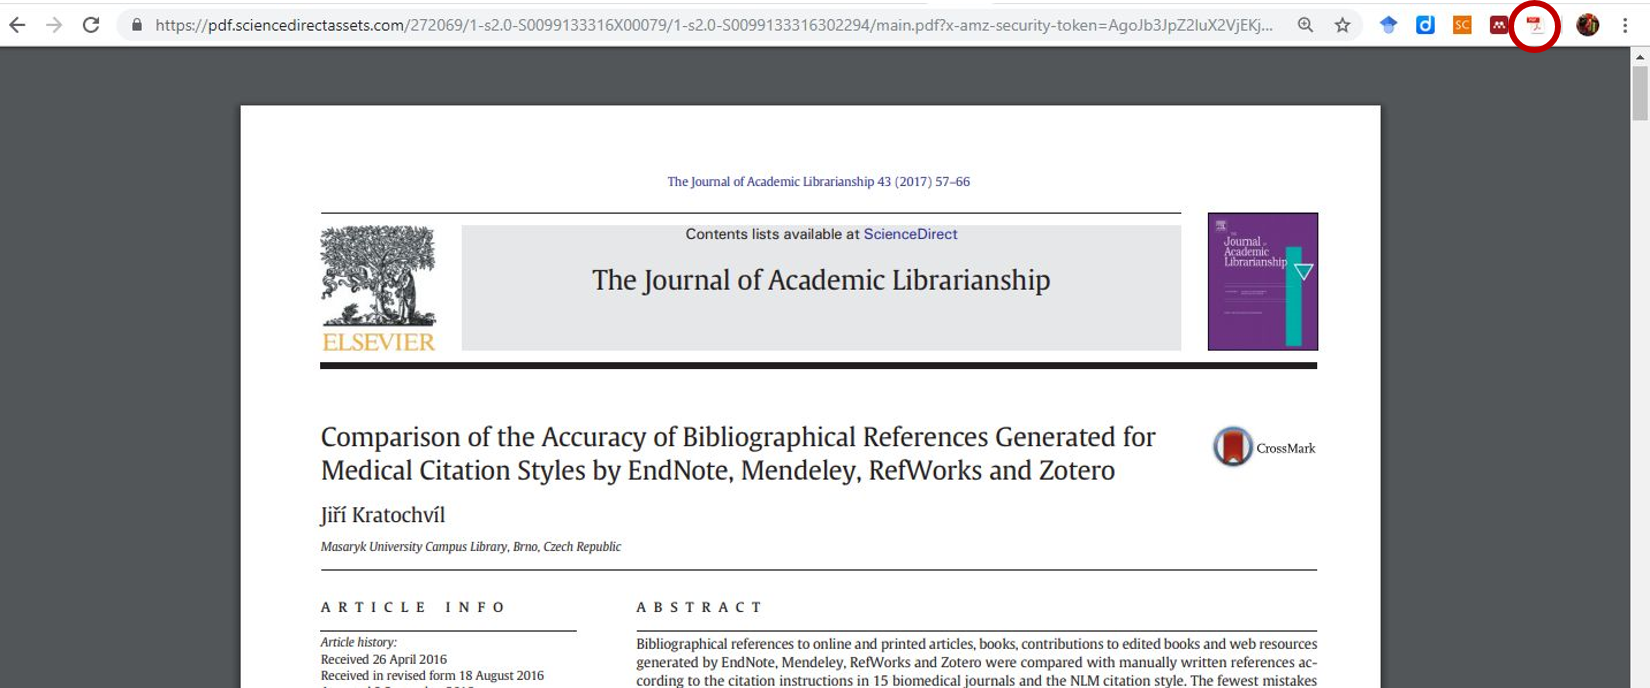 https://pdf.sciencedirectassets.com/272069/1-s2.0-S0099133316X00079/1-s2.0-S0099133316302294/main.pdf?x-amz-security-token=AgoJb3JpZ2luX2VjEKj...
SC
PDF
The Journal of Academic Librarianship 43 (2017) 57–66
Contents lists available at ScienceDirect
The Journal of Academic Librarianship
ELSEVIER
Journal of
Academic
Librarianship
Comparison of the Accuracy of Bibliographical References Generated for
Medical Citation Styles by EndNote, Mendeley, RefWorks and Zotero
CrossMark
Jiří Kratochvíl
Masaryk University Campus Library, Brno, Czech Republic
ARTICLE INFO
Article history:
Received 26 April 2016
Received in revised form 18 August 2016
ABSTRACT
Bibliographical references to online and printed articles, books, contributions to edited books and web resources
generated by EndNote, Mendeley, RefWorks and Zotero were compared with manually written references ac-
cording to the citation instructions in 15 biomedical journals and the NLM citation style. The fewest mistakes